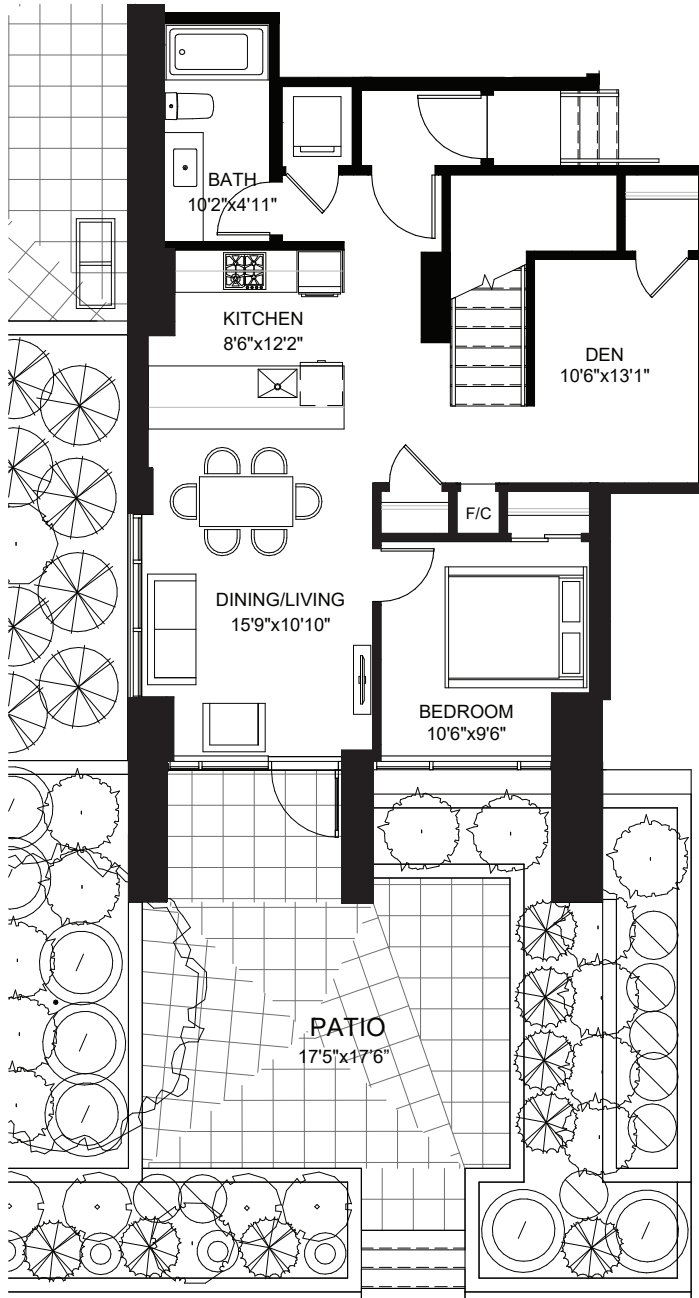 BATH
10'2"x4'11"
KITCHEN
8'6"x12'2"
DEN
10'6"x13'1"
F/C
DINING/LIVING
15'9"x10'10"
BEDROOM
10'6"x9'6"
PATIO
17'5"x17'6”